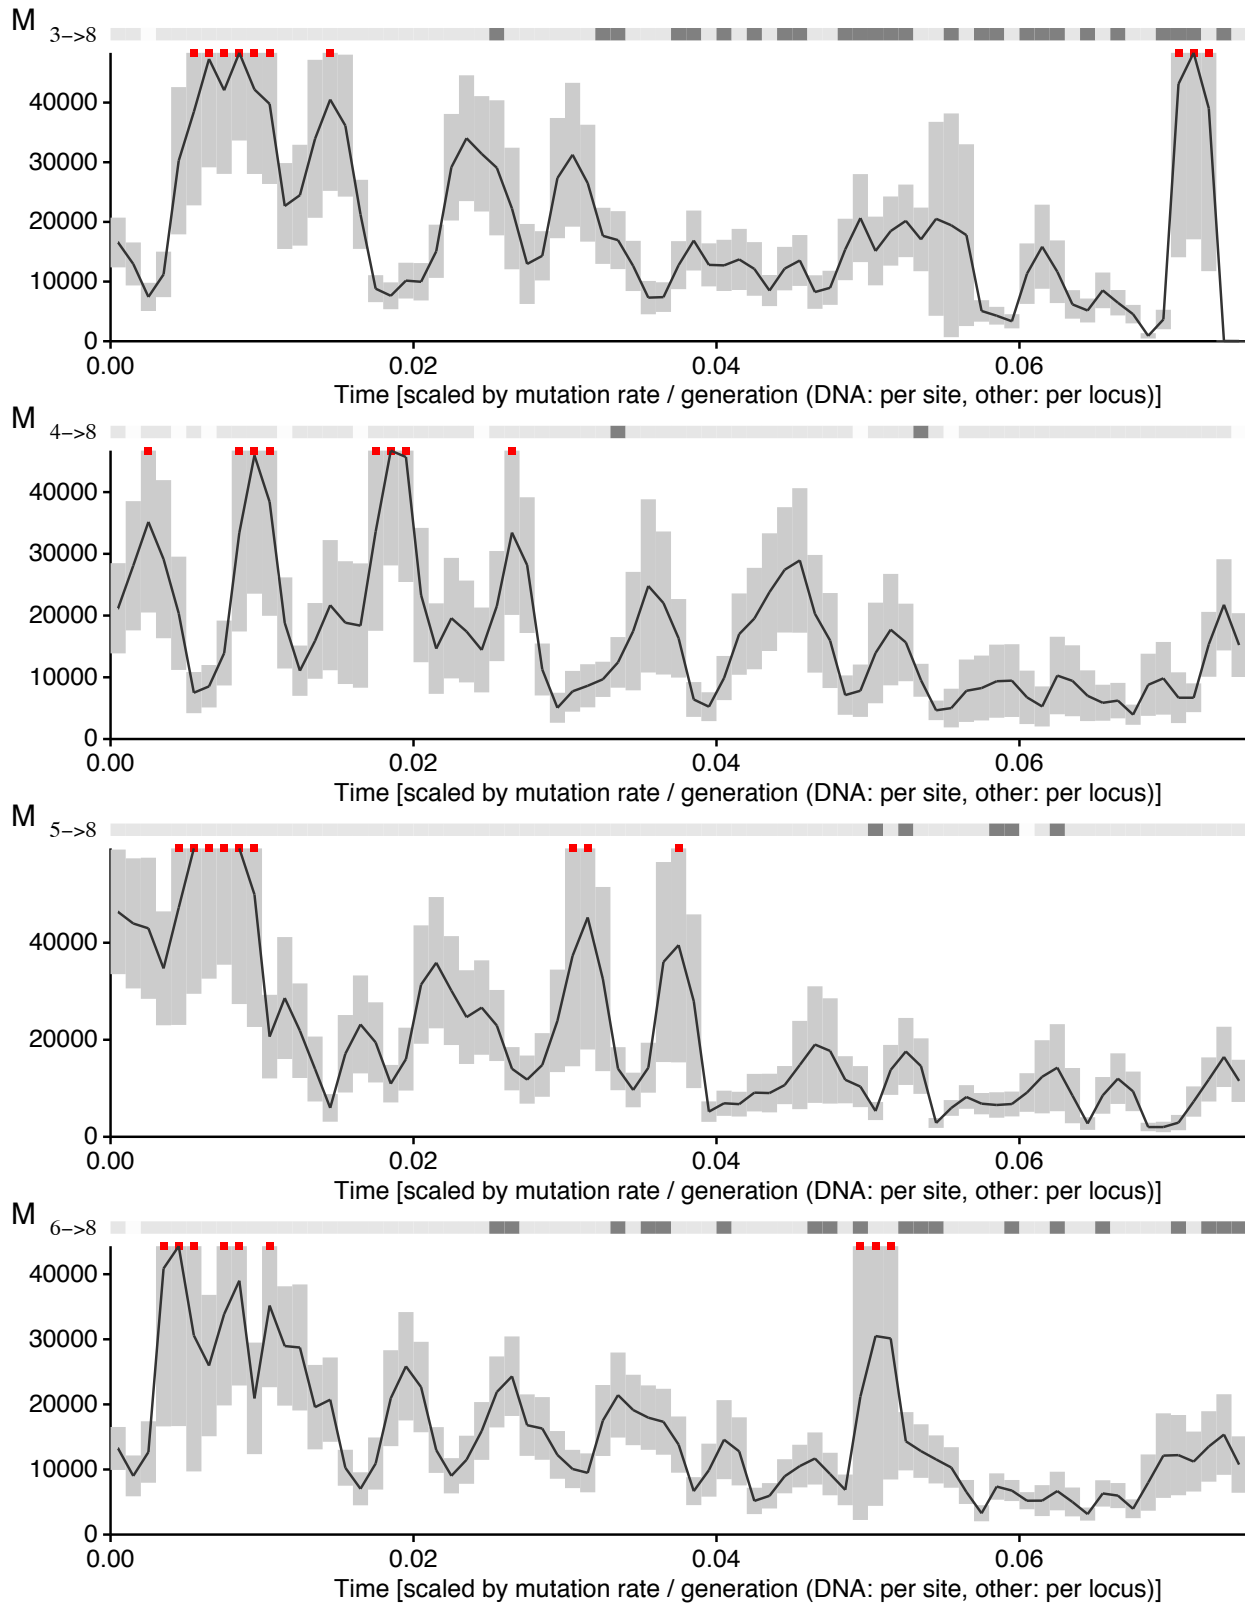 M
3->8
40000
30000
20000
10000
0
0.00 0.02 0.04 0.06
Time [scaled by mutation rate / generation (DNA: per site, other: per locus)]
M
4->8
40000
30000
20000
10000
0
0.00 0.02 0.04 0.06
Time [scaled by mutation rate / generation (DNA: per site, other: per locus)]
M
5->8
40000
20000
0
0.00 0.02 0.04 0.06
Time [scaled by mutation rate / generation (DNA: per site, other: per locus)]
M
6->8
40000
30000
20000
10000
0
0.00 0.02 0.04 0.06
Time [scaled by mutation rate / generation (DNA: per site, other: per locus)]